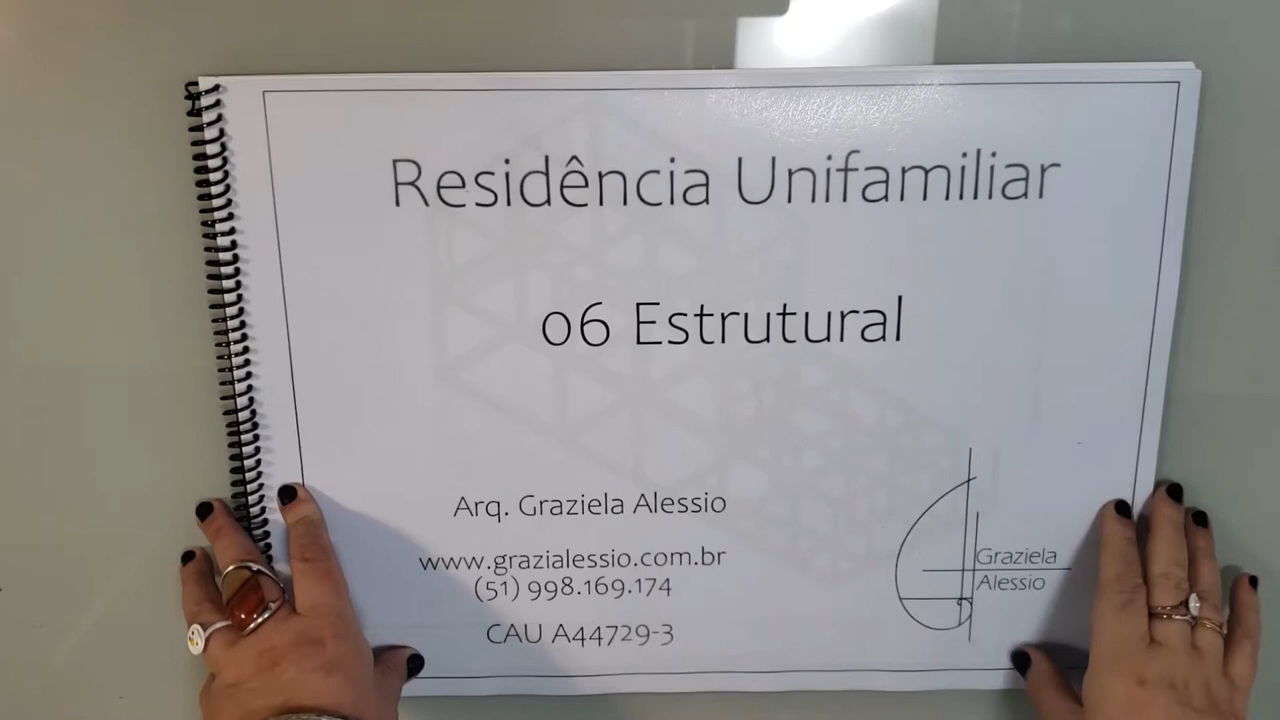 Residência Unifamiliar
06 Estrutural
Arq. Graziela Alessio
www.grazialessio.com.br
(51) 998.169.174
CAU A44729-3
Graziela
Alessio